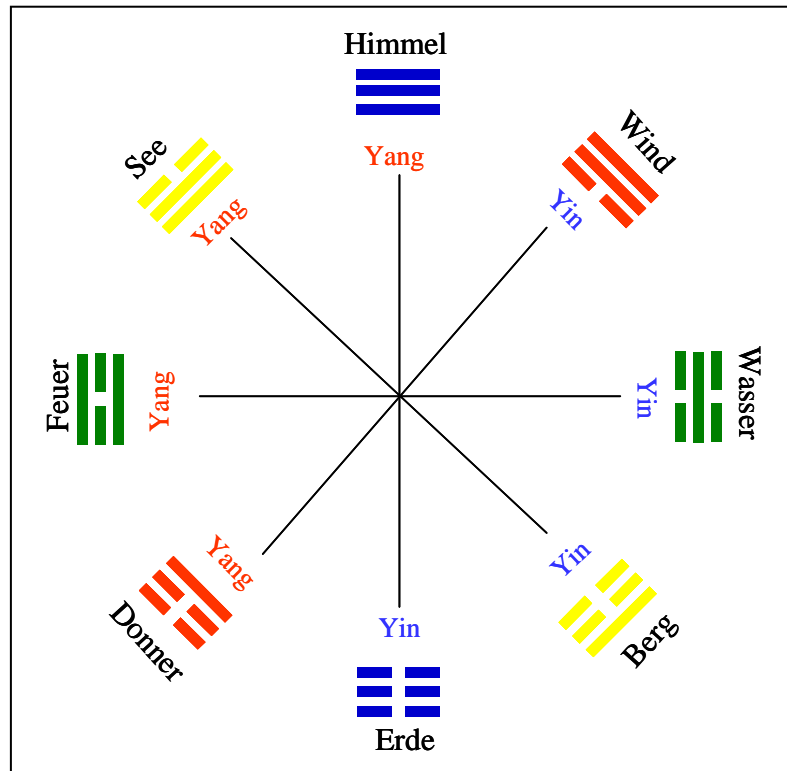 Himmel
Yang
Wind
Yin
Wasser
Yin
Berg
Yin
Erde
Yin
Donner
Yang
Feuer
Yang
See
Yang